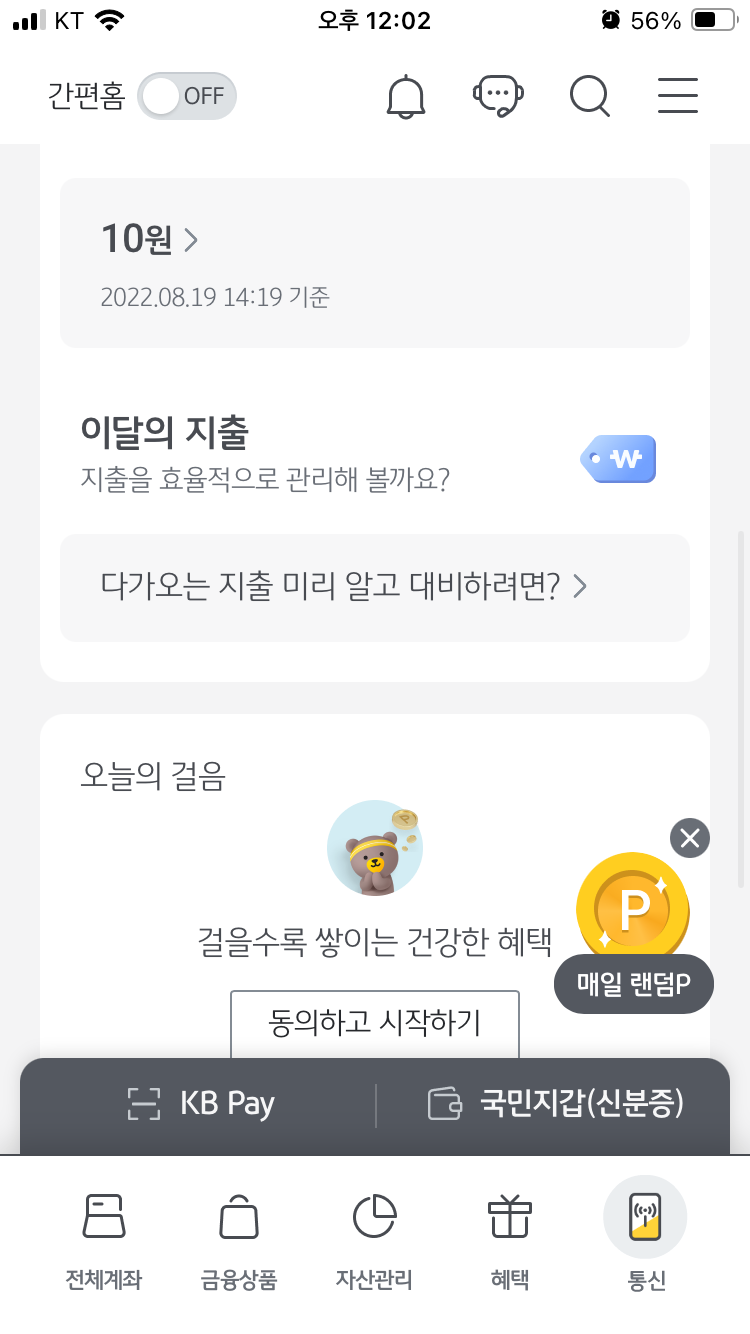 KT
오후 12:02
56%
간편홈
OFF
10원
2022.08.19 14:19 기준
이달의 지출
지출을 효율적으로 관리해 볼까요?
₩
다가오는 지출 미리 알고 대비하려면?
오늘의 걸음
걸을수록 쌓이는 건강한 혜택
P
매일 랜덤P
동의하고 시작하기
KB Pay
국민지갑(신분증)
전체계좌
금융상품
자산관리
혜택
통신